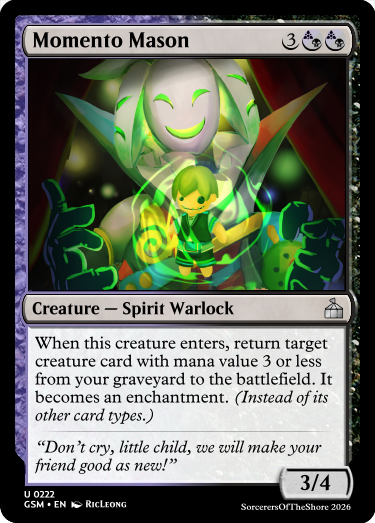 Momento Mason 3
Creature — Spirit Warlock
When this creature enters, return target
creature card with mana value 3 or less
from your graveyard to the battlefield. It
becomes an enchantment. (Instead of its
other card types.)
“Don’t cry, little child, we will make your
friend good as new!”
3/4
U 0222
GSM • EN RicLeong
SorcerersOfTheShore 2026